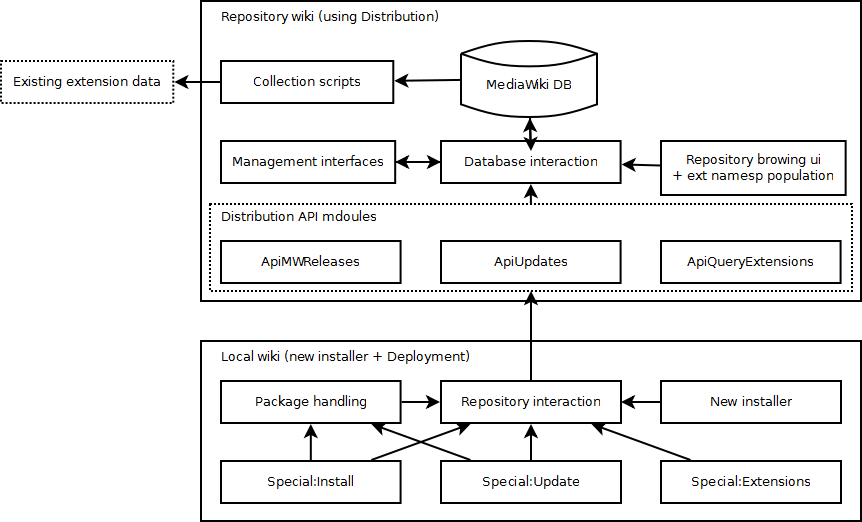 Repository wiki (using Distribution)
Existing extension data
Collection scripts
MediaWiki DB
Management interfaces
Database interaction
Repository browing ui
+ ext namesp population
Distribution API mdoules
ApiMWReleases
ApiUpdates
ApiQueryExtensions
Local wiki (new installer + Deployment)
Package handling
Repository interaction
New installer
Special:Install
Special:Update
Special:Extensions